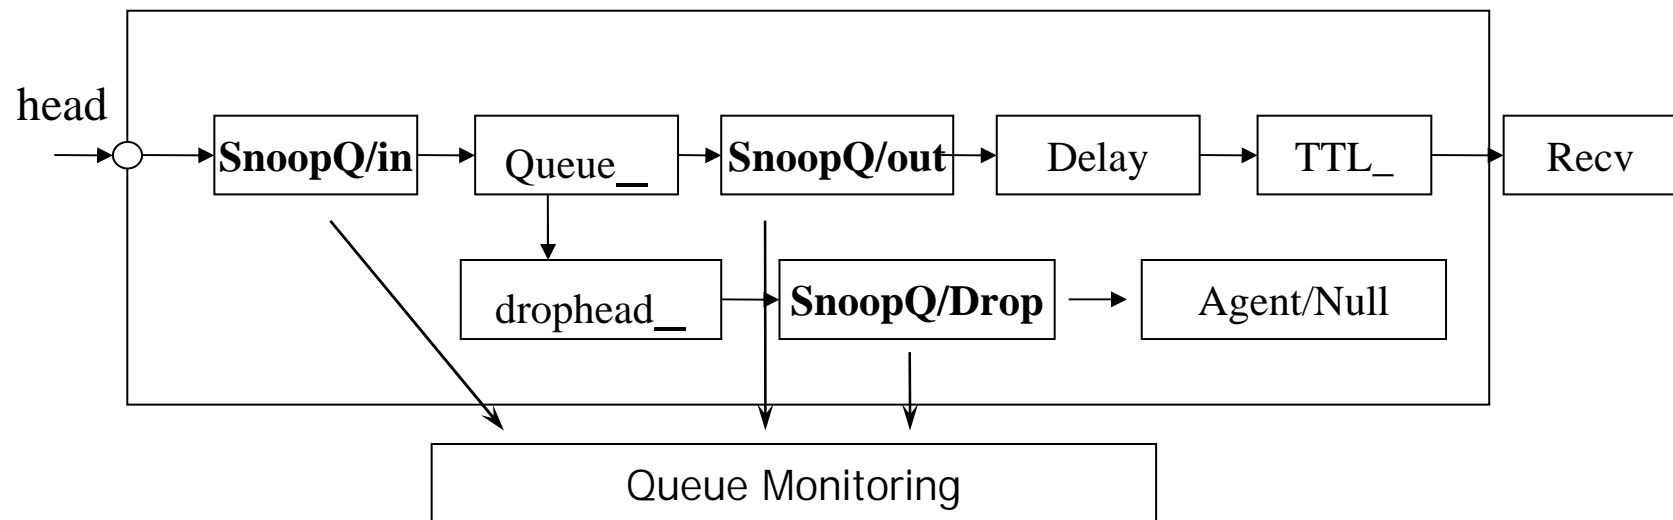 head
SnoopQ/in
Queue_
SnoopQ/out
Delay
TTL_
Recv
drophead_
SnoopQ/Drop
Agent/Null
Queue Monitoring